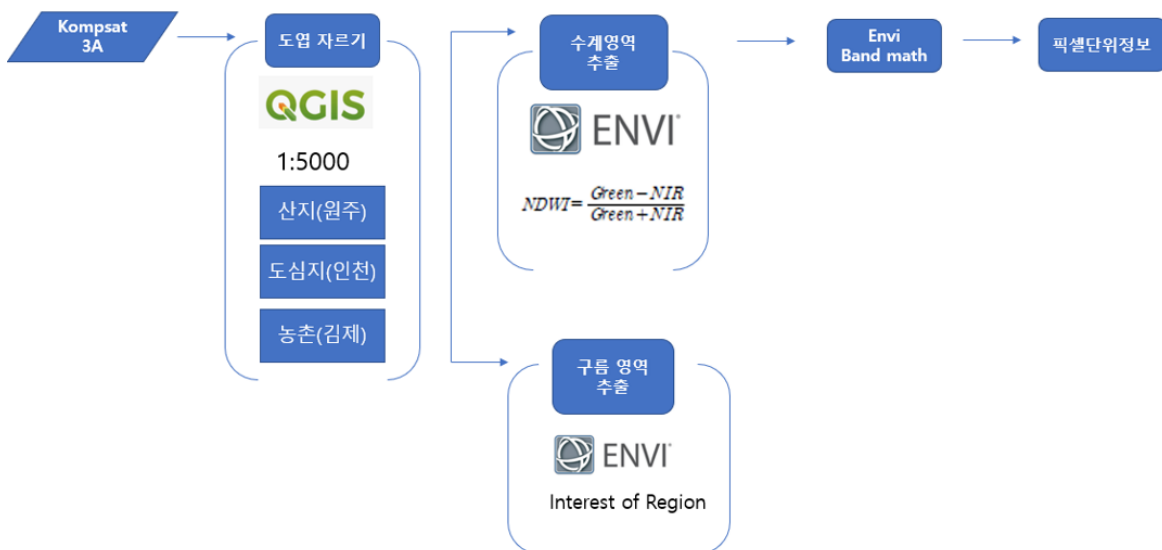 Kompsat
3A
도엽 자르기
QGIS
1:5000
산지(원주)
도심지(인천)
농촌(김제)
수계영역
추출
ENVI®
NDWI = (Green − NIR) / (Green + NIR)
구름 영역
추출
ENVI®
Interest of Region
Envi
Band math
픽셀단위정보